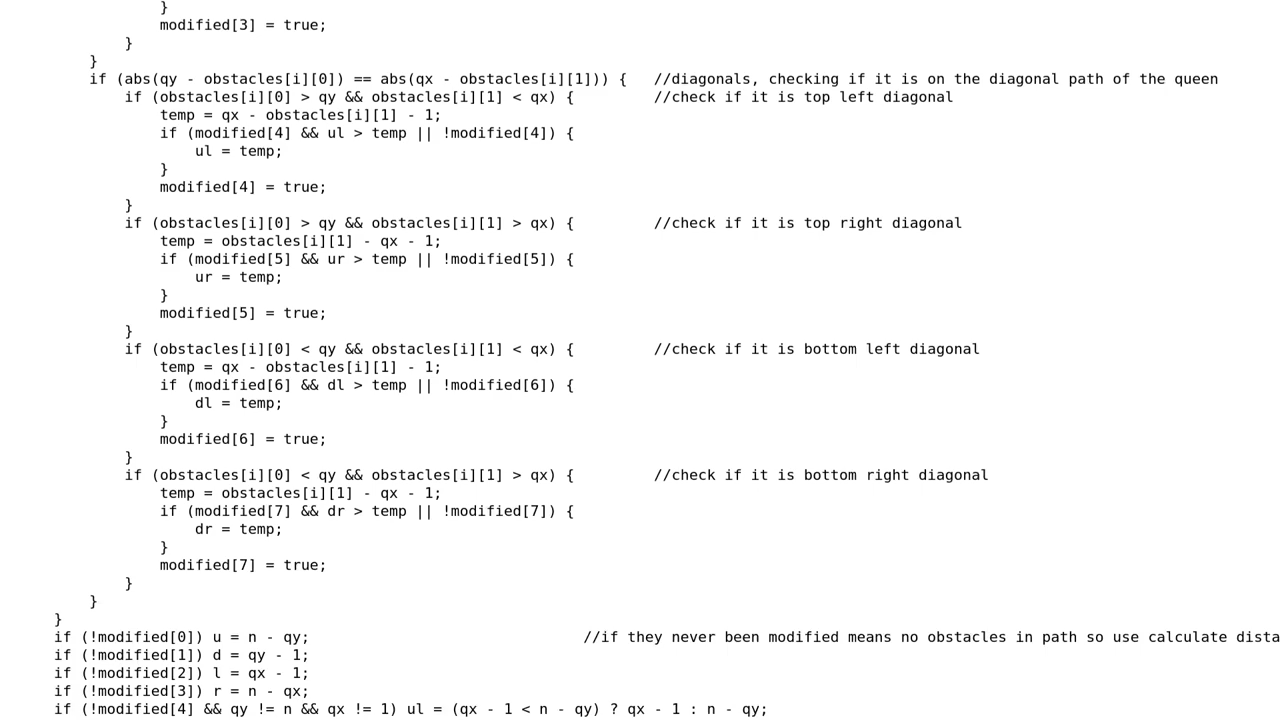 }
modified[3] = true;
}
}
if (abs(qy - obstacles[i][0]) == abs(qx - obstacles[i][1])) {   //diagonals, checking if it is on the diagonal path of the queen
if (obstacles[i][0] > qy && obstacles[i][1] < qx) {         //check if it is top left diagonal
temp = qx - obstacles[i][1] - 1;
if (modified[4] && ul > temp || !modified[4]) {
ul = temp;
}
modified[4] = true;
}
if (obstacles[i][0] > qy && obstacles[i][1] > qx) {         //check if it is top right diagonal
temp = obstacles[i][1] - qx - 1;
if (modified[5] && ur > temp || !modified[5]) {
ur = temp;
}
modified[5] = true;
}
if (obstacles[i][0] < qy && obstacles[i][1] < qx) {         //check if it is bottom left diagonal
temp = qx - obstacles[i][1] - 1;
if (modified[6] && dl > temp || !modified[6]) {
dl = temp;
}
modified[6] = true;
}
if (obstacles[i][0] < qy && obstacles[i][1] > qx) {         //check if it is bottom right diagonal
temp = obstacles[i][1] - qx - 1;
if (modified[7] && dr > temp || !modified[7]) {
dr = temp;
}
modified[7] = true;
}
}
}
if (!modified[0]) u = n - qy;                               //if they never been modified means no obstacles in path so use calculate dista
if (!modified[1]) d = qy - 1;
if (!modified[2]) l = qx - 1;
if (!modified[3]) r = n - qx;
if (!modified[4] && qy != n && qx != 1) ul = (qx - 1 < n - qy) ? qx - 1 : n - qy;